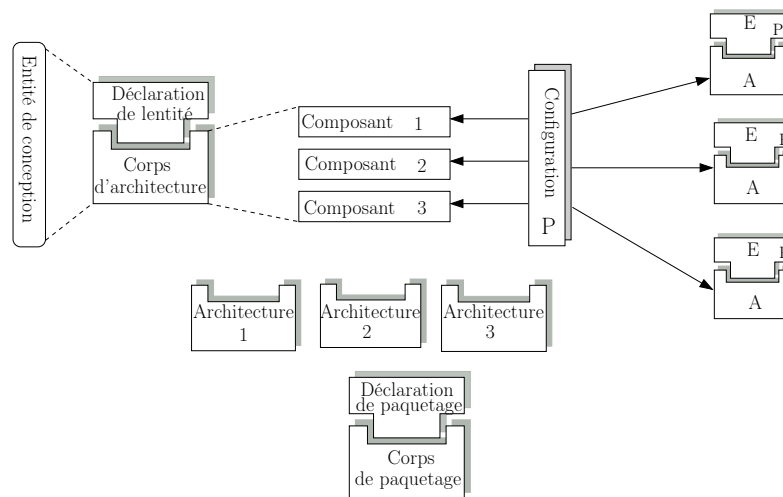 Entité de conception
Déclaration
de lentité
Corps
d'architecture
Composant 1
Composant 2
Composant 3
Configuration
P
E
P
A
E
A
E
A
Architecture
1
Architecture
2
Architecture
3
Déclaration
de paquetage
Corps
de paquetage